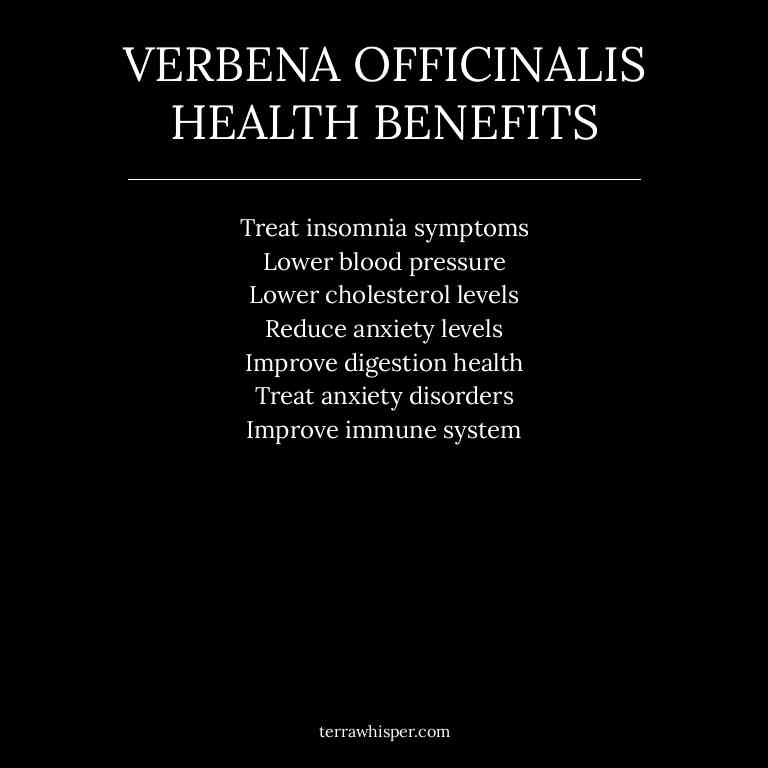 VERBENA OFFICINALIS
HEALTH BENEFITS
Treat insomnia symptoms
Lower blood pressure
Lower cholesterol levels
Reduce anxiety levels
Improve digestion health
Treat anxiety disorders
Improve immune system
terrawhisper.com